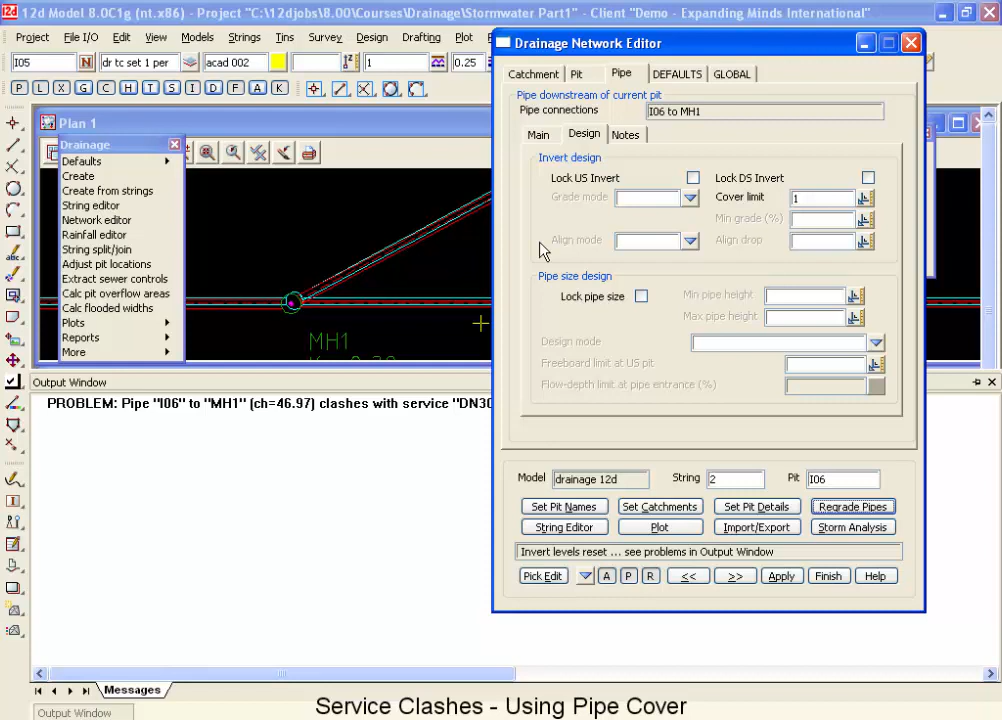 12d Model 8.0C1g (nt.x86) - Project "C:\12djobs\8.00\Courses\Drainage\Stormwater Part1" - Client "Demo - Expanding Minds International"
Project File I/O Edit View Models Strings Tins Survey Design Drafting Plot
I05 N dr tc set 1 per acad 002 1 0.25
P L X G C H T S I D F A K
Plan 1
Drainage
Defaults
Create
Create from strings
String editor
Network editor
Rainfall editor
String split/join
Adjust pit locations
Extract sewer controls
Calc pit overflow areas
Calc flooded widths
Plots
Reports
More
MH1
Output Window
PROBLEM: Pipe "I06" to "MH1" (ch=46.97) clashes with service "DN30
Messages
Output Window
Drainage Network Editor
Catchment Pit Pipe DEFAULTS GLOBAL
Pipe downstream of current pit
Pipe connections I06 to MH1
Main Design Notes
Invert design
Lock US Invert Lock DS Invert
Grade mode Cover limit 1
Min grade (%)
Align mode Align drop
Pipe size design
Lock pipe size Min pipe height
Max pipe height
Design mode
Freeboard limit at US pit
Flow-depth limit at pipe entrance (%)
Model drainage 12d String 2 Pit I06
Set Pit Names Set Catchments Set Pit Details Regrade Pipes
String Editor Plot Import/Export Storm Analysis
Invert levels reset ... see problems in Output Window
Pick Edit A P R << >> Apply Finish Help
Service Clashes - Using Pipe Cover